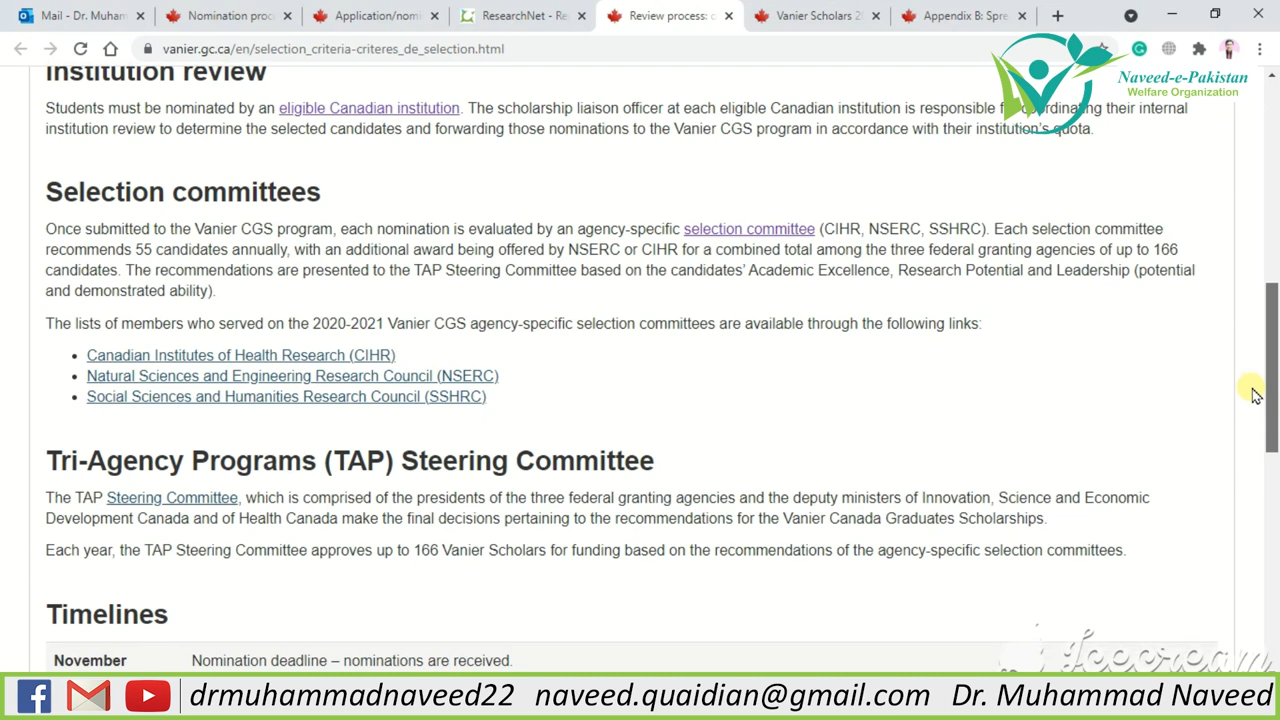 Mail - Dr. Muham
Nomination proc
Application/nomi
ResearchNet - Re
Review process: c
Vanier Scholars 20
Appendix B: Spre
vanier.gc.ca/en/selection_criteria-criteres_de_selection.html
Naveed-e-Pakistan
Welfare Organization
Institution review
Students must be nominated by an eligible Canadian institution. The scholarship liaison officer at each eligible Canadian institution is responsible f coordinating their internal
institution review to determine the selected candidates and forwarding those nominations to the Vanier CGS program in accordance with their institution's quota.
Selection committees
Once submitted to the Vanier CGS program, each nomination is evaluated by an agency-specific selection committee (CIHR, NSERC, SSHRC). Each selection committee
recommends 55 candidates annually, with an additional award being offered by NSERC or CIHR for a combined total among the three federal granting agencies of up to 166
candidates. The recommendations are presented to the TAP Steering Committee based on the candidates' Academic Excellence, Research Potential and Leadership (potential
and demonstrated ability).
The lists of members who served on the 2020-2021 Vanier CGS agency-specific selection committees are available through the following links:
• Canadian Institutes of Health Research (CIHR)
• Natural Sciences and Engineering Research Council (NSERC)
• Social Sciences and Humanities Research Council (SSHRC)
Tri-Agency Programs (TAP) Steering Committee
The TAP Steering Committee, which is comprised of the presidents of the three federal granting agencies and the deputy ministers of Innovation, Science and Economic
Development Canada and of Health Canada make the final decisions pertaining to the recommendations for the Vanier Canada Graduates Scholarships.
Each year, the TAP Steering Committee approves up to 166 Vanier Scholars for funding based on the recommendations of the agency-specific selection committees.
Timelines
November Nomination deadline – nominations are received.
Icecream
drmuhammadnaveed22 naveed.quaidian@gmail.com Dr. Muhammad Naveed